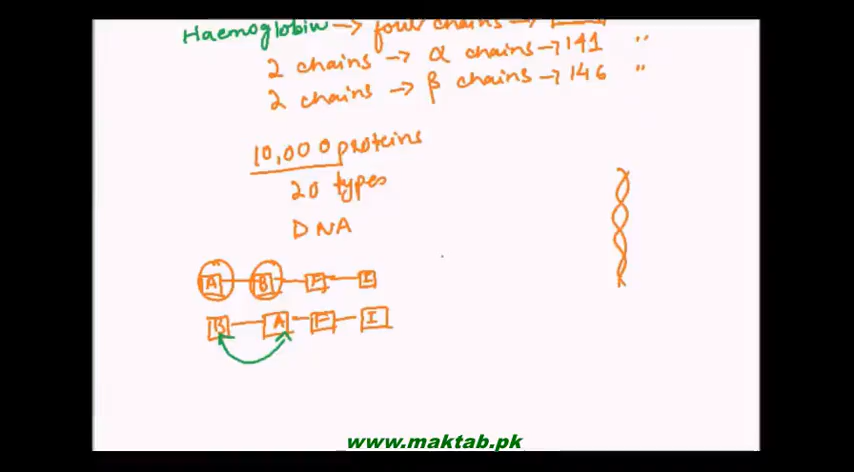 Haemoglobin → four chains →
2 chains → α chains → 141 "
2 chains → β chains → 146 "
10,000 proteins
20 types
DNA
A B F I
B A F I
www.maktab.pk